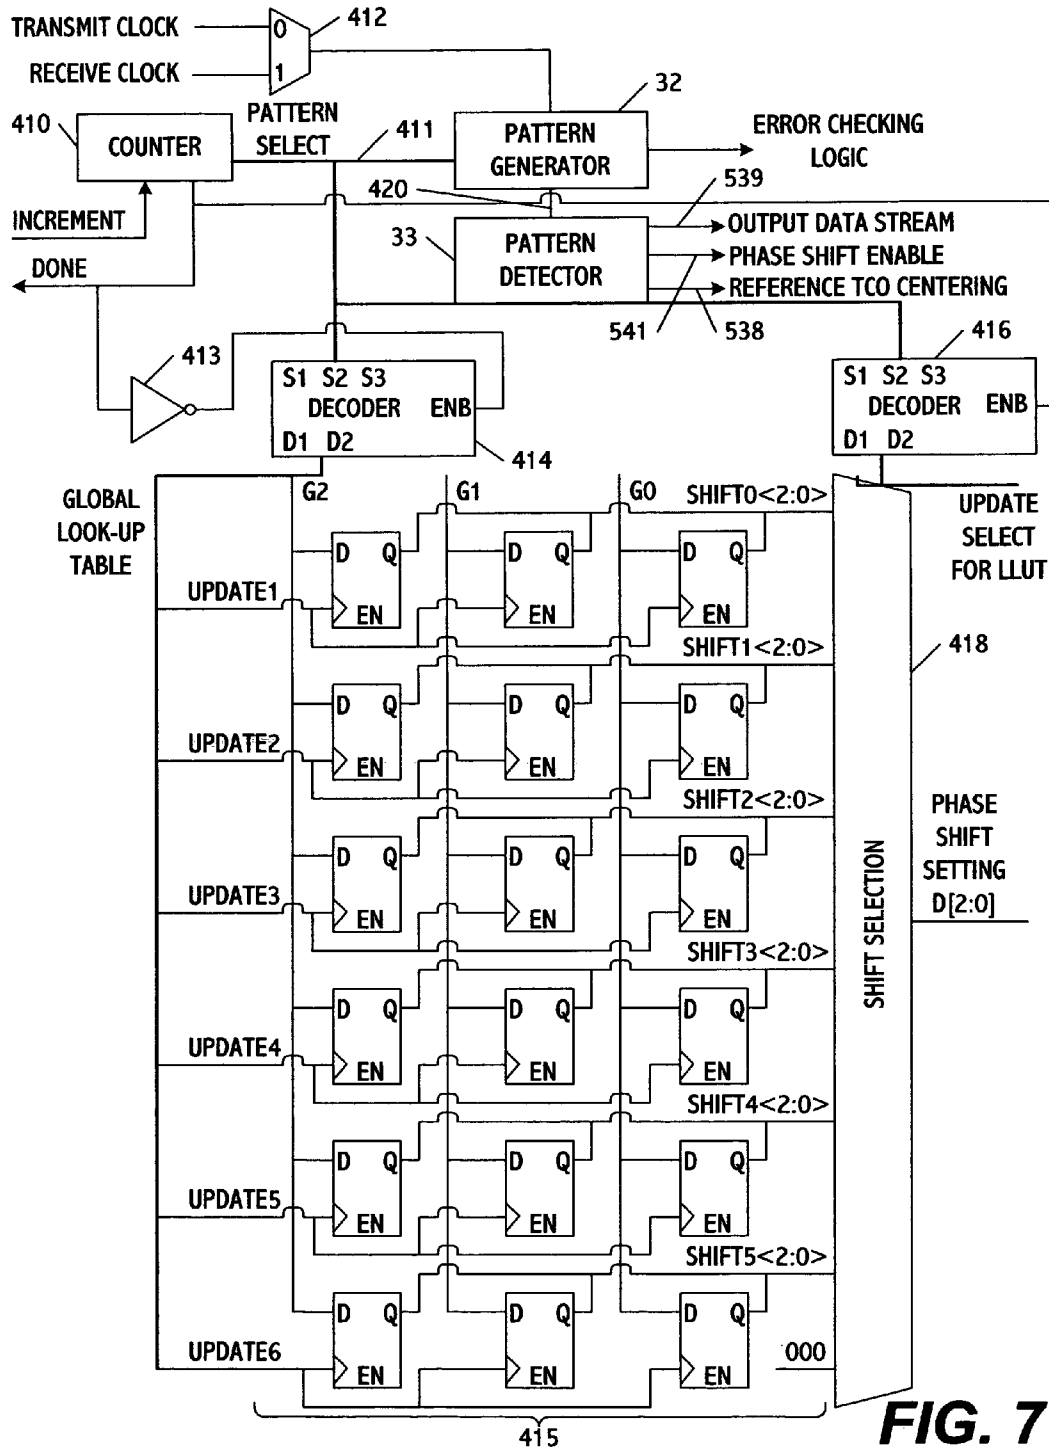 TRANSMIT CLOCK
0
412
RECEIVE CLOCK
1
32
410
COUNTER
PATTERN
SELECT
411
PATTERN
GENERATOR
ERROR CHECKING
LOGIC
420
539
INCREMENT
33
PATTERN
DETECTOR
OUTPUT DATA STREAM
PHASE SHIFT ENABLE
REFERENCE TCO CENTERING
DONE
541
538
413
416
S1 S2 S3
DECODER
ENB
D1 D2
414
S1 S2 S3
DECODER
ENB
D1 D2
GLOBAL
LOOK-UP
TABLE
G2
G1
G0
SHIFT0<2:0>
UPDATE
SELECT
FOR LLUT
D Q
EN
D Q
EN
D Q
EN
UPDATE1
SHIFT1<2:0>
418
D Q
EN
D Q
EN
D Q
EN
UPDATE2
SHIFT2<2:0>
PHASE
SHIFT
SETTING
D[2:0]
D Q
EN
D Q
EN
D Q
EN
UPDATE3
SHIFT3<2:0>
SHIFT SELECTION
D Q
EN
D Q
EN
D Q
EN
UPDATE4
SHIFT4<2:0>
D Q
EN
D Q
EN
D Q
EN
UPDATE5
SHIFT5<2:0>
D Q
EN
D Q
EN
D Q
EN
UPDATE6
000
415
FIG. 7